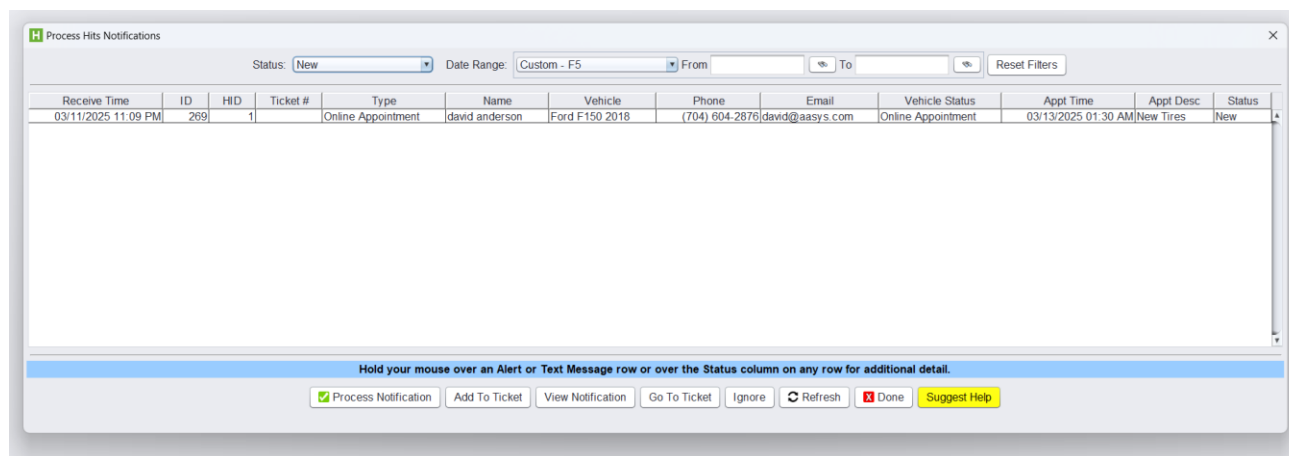 H Process Hits Notifications
Status: New Date Range: Custom - F5 From To Reset Filters
Receive Time ID HID Ticket # Type Name Vehicle Phone Email Vehicle Status Appt Time Appt Desc Status
03/11/2025 11:09 PM 269 1 Online Appointment david anderson Ford F150 2018 (704) 604-2876 david@aasys.com Online Appointment 03/13/2025 01:30 AM New Tires New
Hold your mouse over an Alert or Text Message row or over the Status column on any row for additional detail.
Process Notification Add To Ticket View Notification Go To Ticket Ignore Refresh X Done Suggest Help